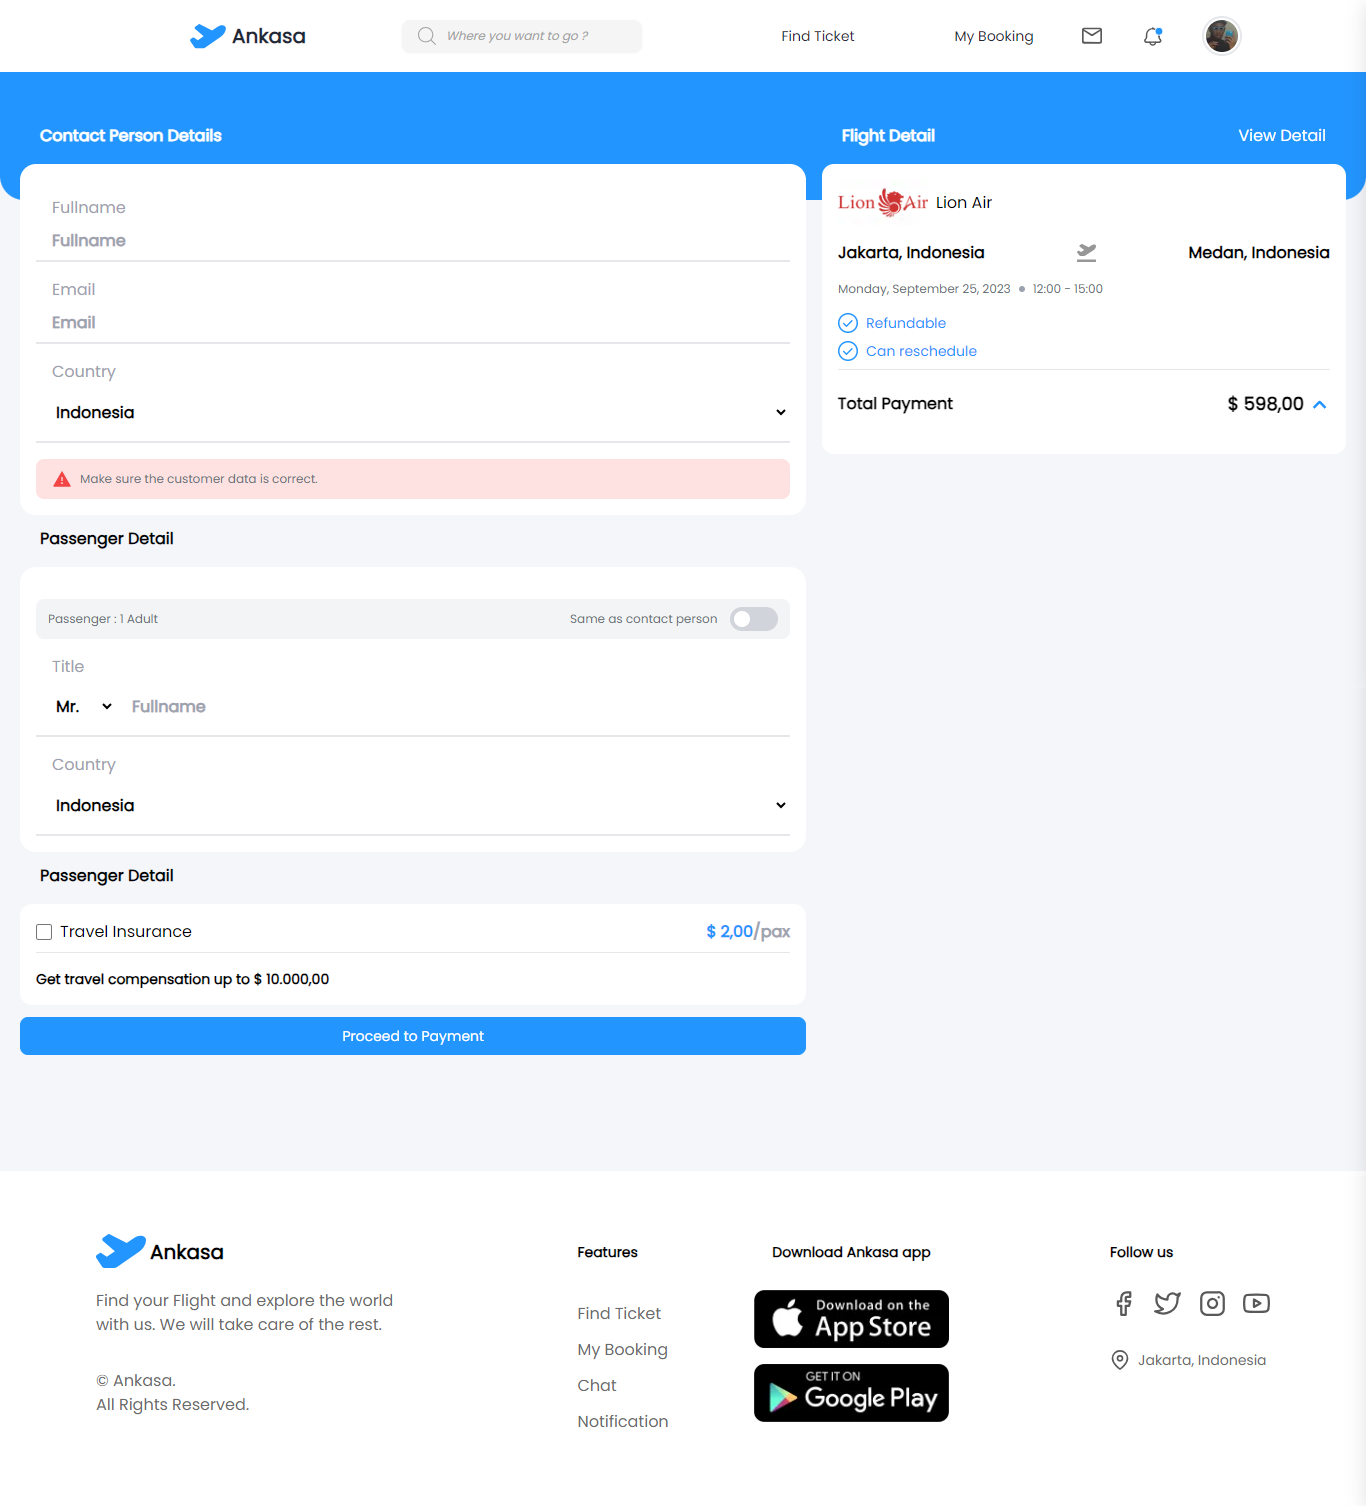 Ankasa
Where you want to go ?
Find Ticket
My Booking
Contact Person Details
Fullname
Fullname
Email
Email
Country
Indonesia
Make sure the customer data is correct.
Flight Detail
View Detail
Lion Air
Lion Air
Jakarta, Indonesia
Medan, Indonesia
Monday, September 25, 2023
12:00 - 15:00
Refundable
Can reschedule
Total Payment
$ 598,00
Passenger Detail
Passenger : 1 Adult
Same as contact person
Title
Mr.
Fullname
Country
Indonesia
Passenger Detail
Travel Insurance
$ 2,00/pax
Get travel compensation up to $ 10.000,00
Proceed to Payment
Ankasa
Find your Flight and explore the world
with us. We will take care of the rest.
© Ankasa.
All Rights Reserved.
Features
Find Ticket
My Booking
Chat
Notification
Download Ankasa app
Download on the
App Store
GET IT ON
Google Play
Follow us
Jakarta, Indonesia